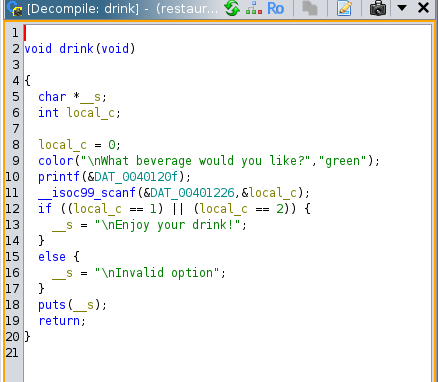 [Decompile: drink] - (restaur... Ro
1
2 void drink(void)
3
4 {
5 char *__s;
6 int local_c;
7
8 local_c = 0;
9 color("\nWhat beverage would you like?","green");
10 printf(&DAT_0040120f);
11 __isoc99_scanf(&DAT_00401226,&local_c);
12 if ((local_c == 1) || (local_c == 2)) {
13 __s = "\nEnjoy your drink!";
14 }
15 else {
16 __s = "\nInvalid option";
17 }
18 puts(__s);
19 return;
20 }
21